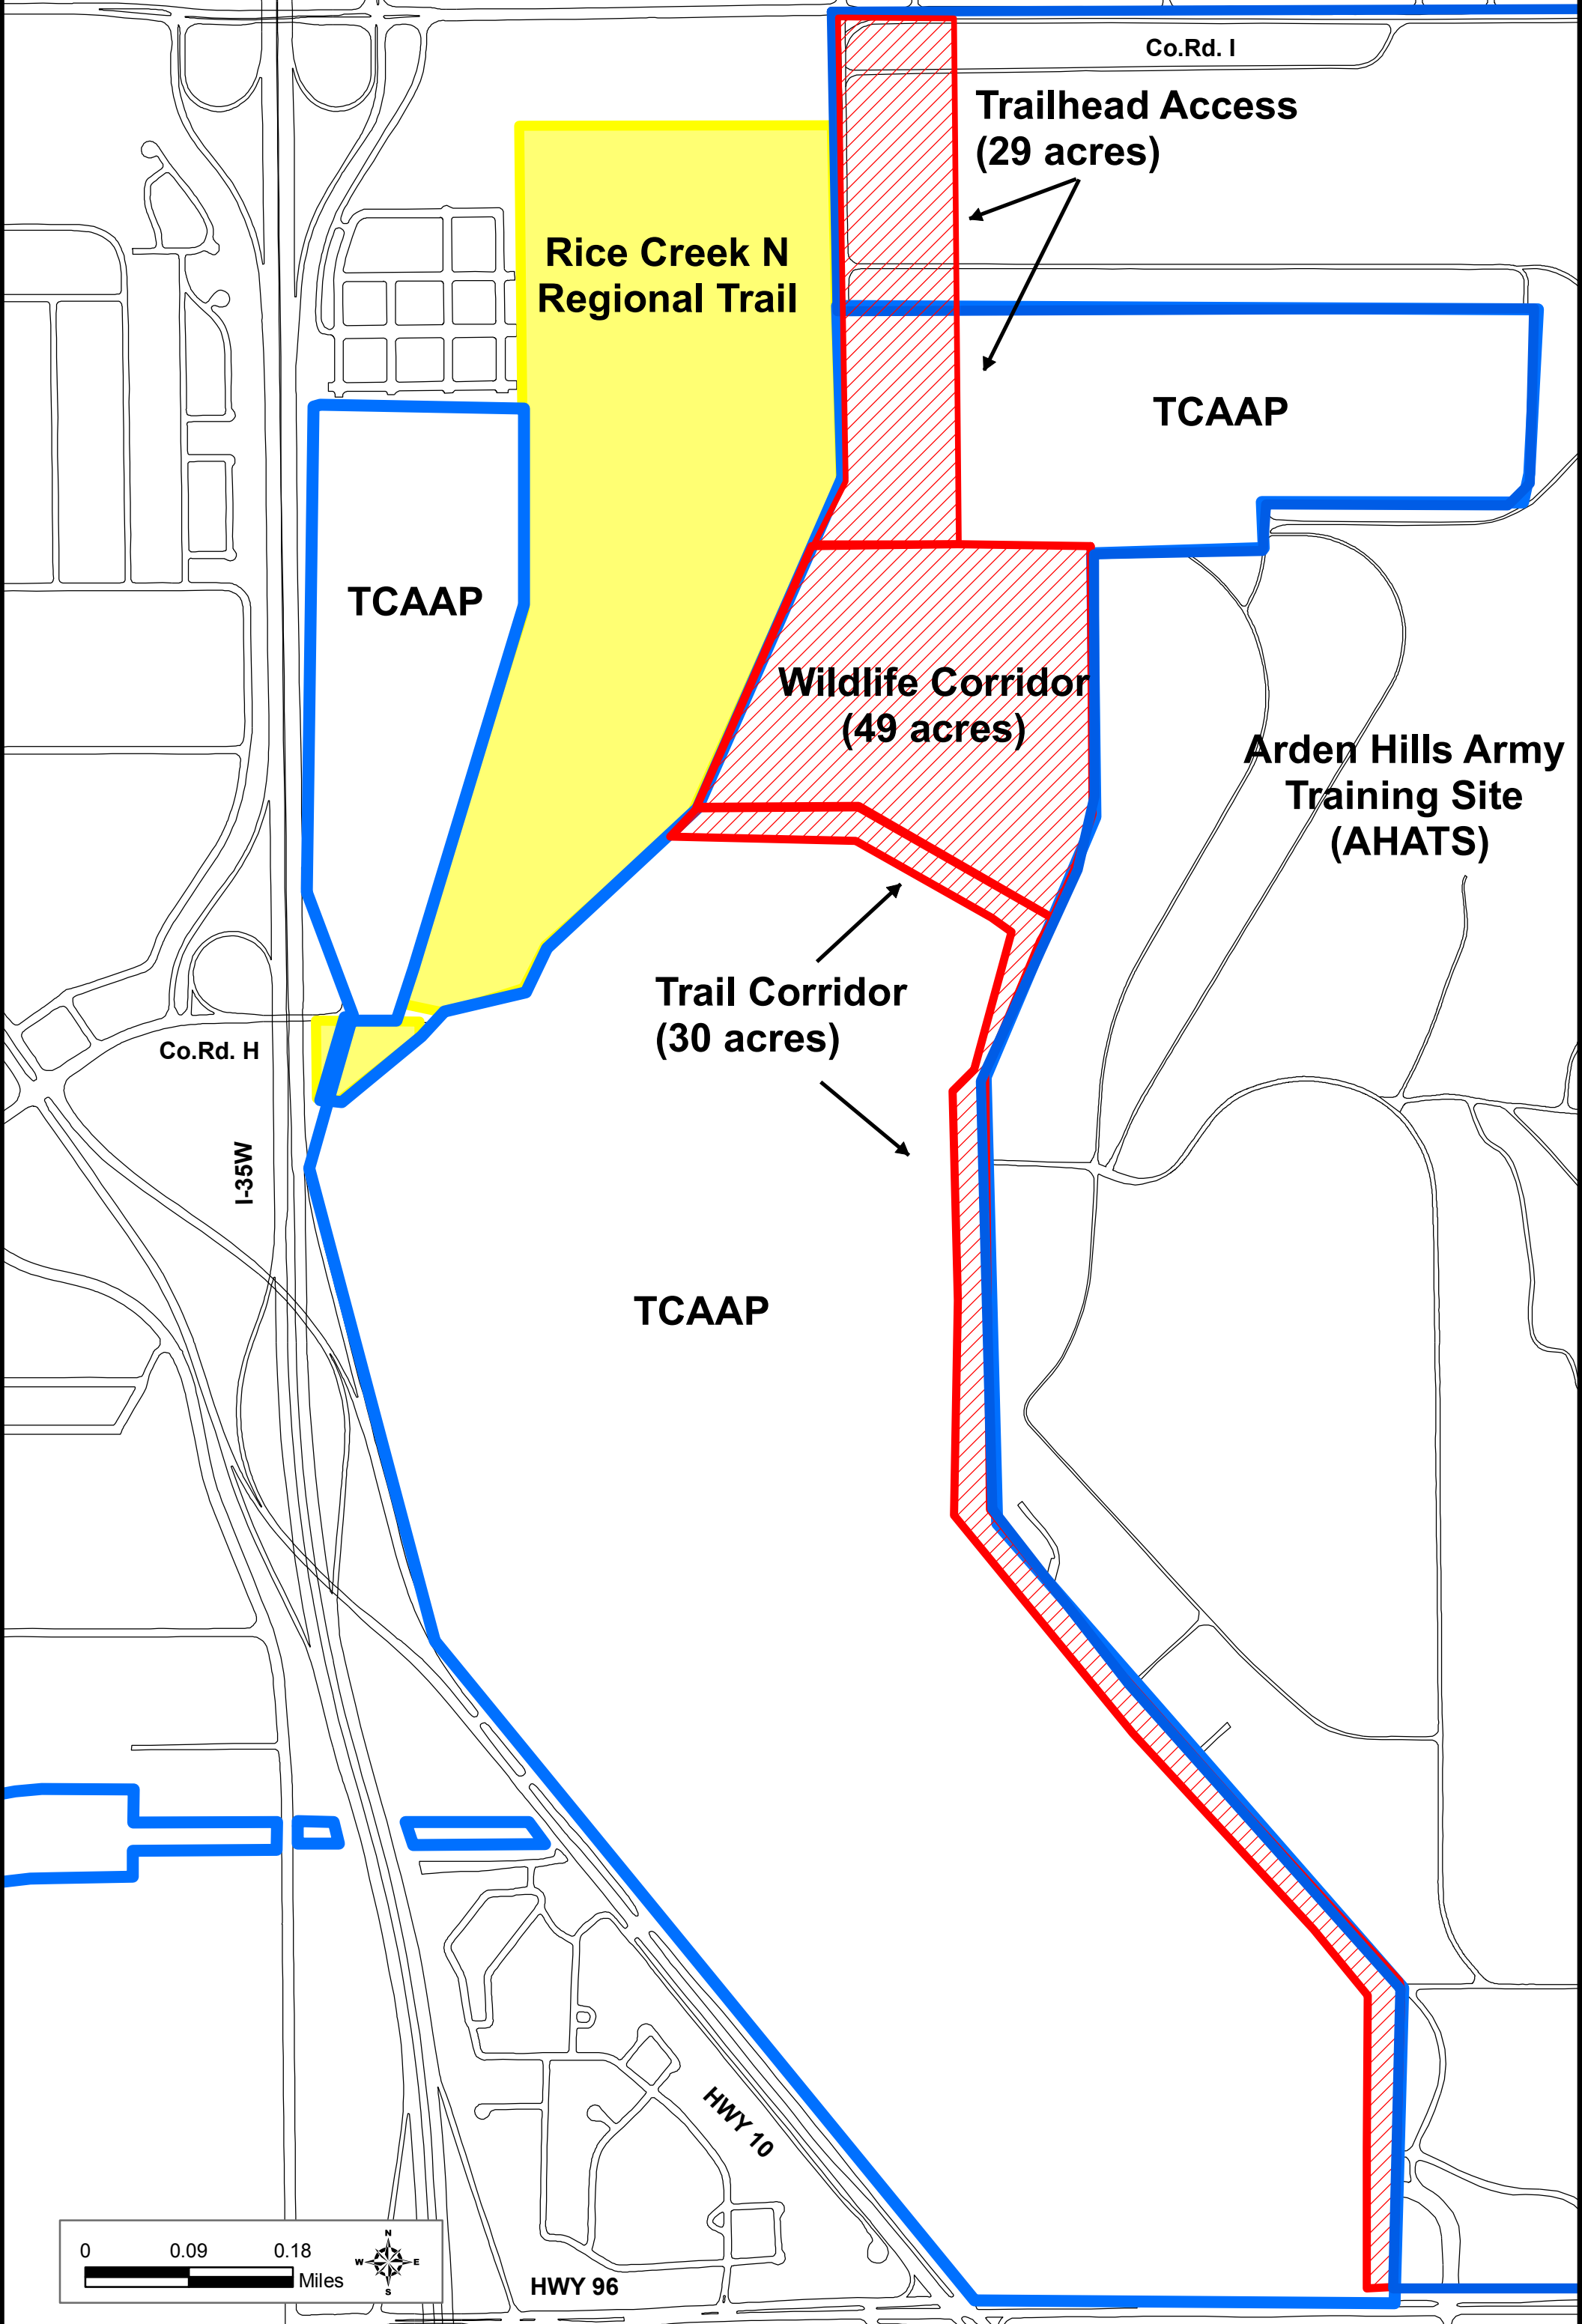 Co.Rd. I
Trailhead Access
(29 acres)
Rice Creek N
Regional Trail
TCAAP
TCAAP
Wildlife Corridor
(49 acres)
Arden Hills Army
Training Site
(AHATS)
Trail Corridor
(30 acres)
Co.Rd. H
I-35W
TCAAP
HWY 10
0 0.09 0.18
Miles
N
W E
S
HWY 96